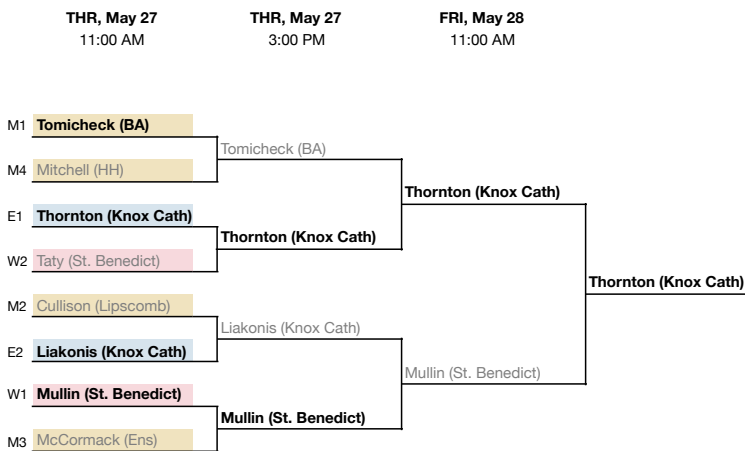 THR, May 27
11:00 AM
THR, May 27
3:00 PM
FRI, May 28
11:00 AM
M1 Tomicheck (BA)
Tomicheck (BA)
M4 Mitchell (HH)
Thornton (Knox Cath)
E1 Thornton (Knox Cath)
Thornton (Knox Cath)
W2 Taty (St. Benedict)
Thornton (Knox Cath)
M2 Cullison (Lipscomb)
Liakonis (Knox Cath)
E2 Liakonis (Knox Cath)
Mullin (St. Benedict)
W1 Mullin (St. Benedict)
Mullin (St. Benedict)
M3 McCormack (Ens)